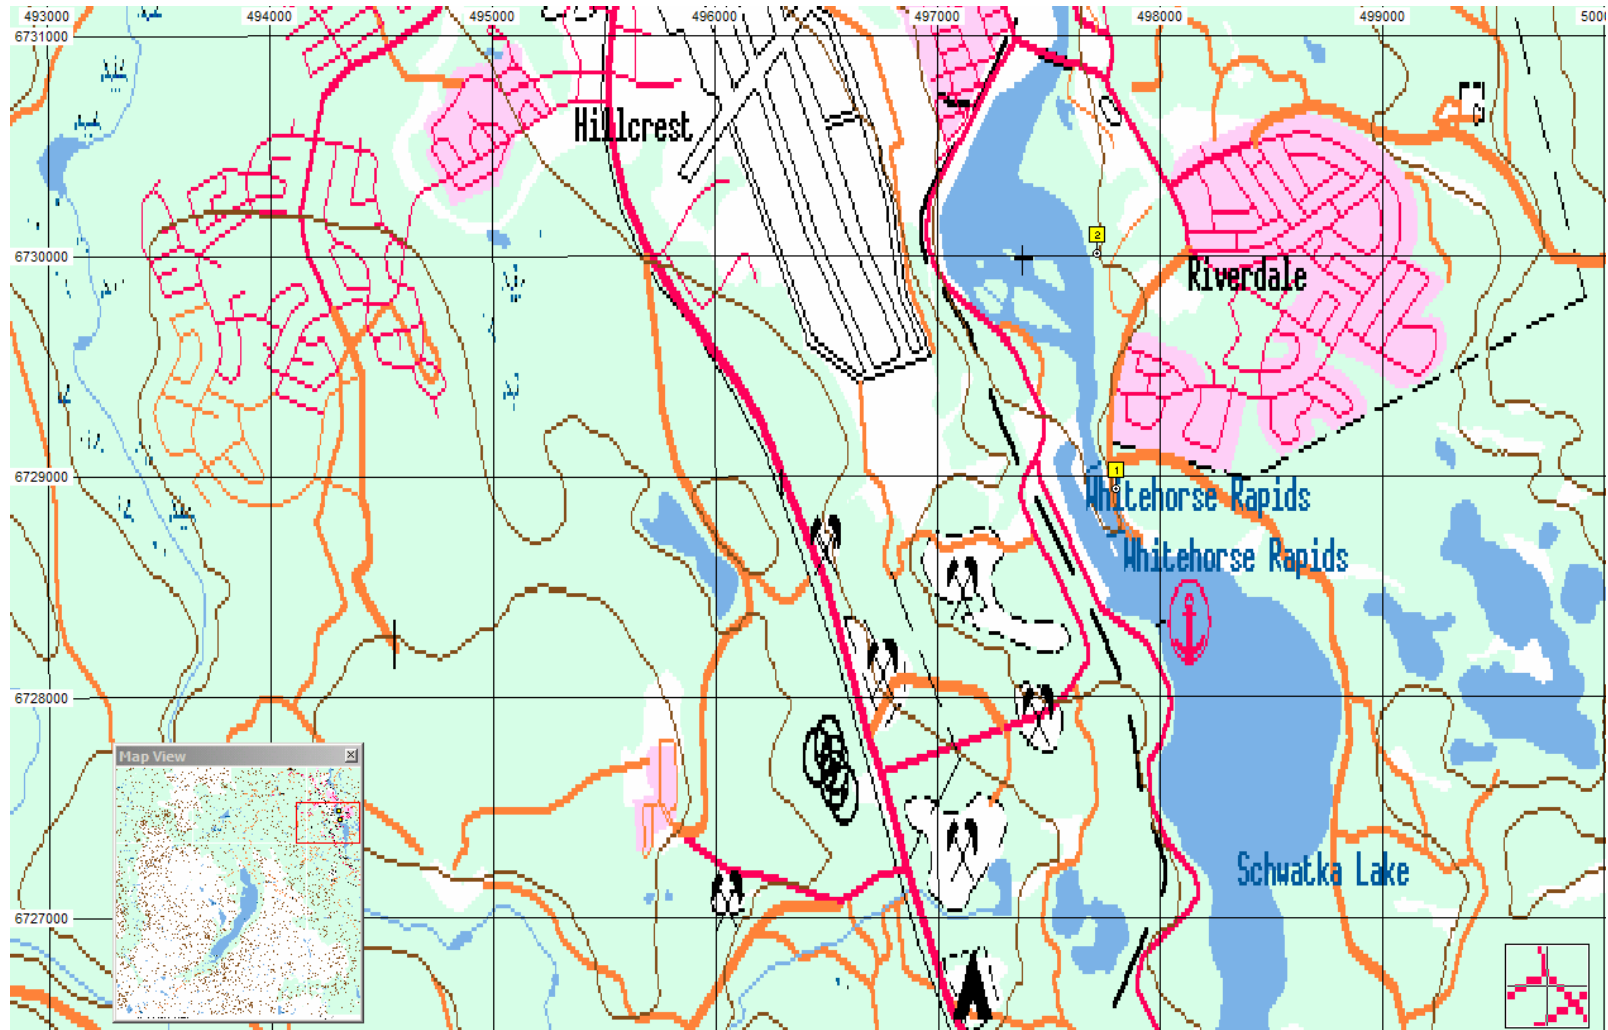 493000 494000 495000 496000 497000 498000 499000 5000
6731000
Hillcrest
2
6730000
Riverdale
1
6729000
Whitehorse Rapids
Whitehorse Rapids
6728000
Map View
Schwatka Lake
6727000